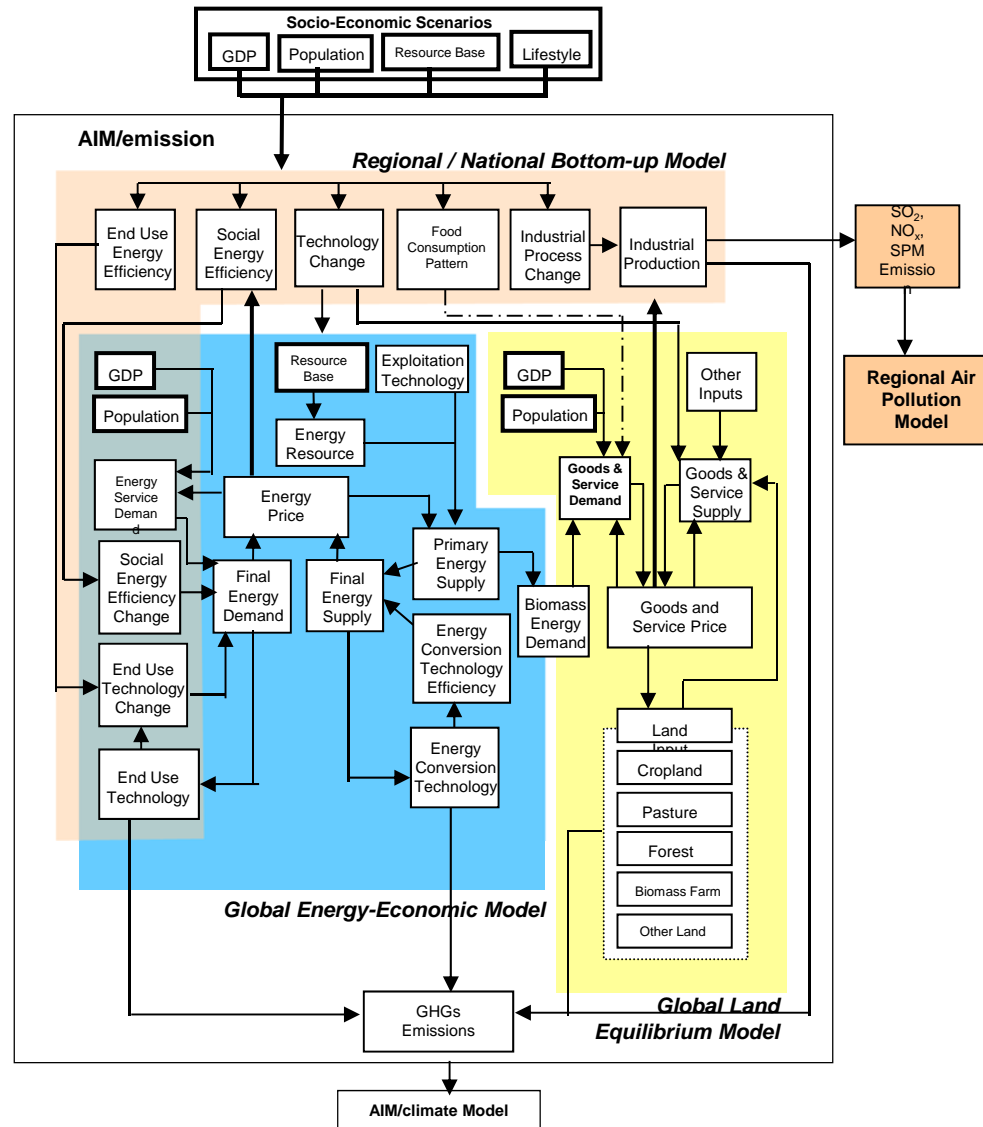 Socio-Economic Scenarios
GDP
Population
Resource Base
Lifestyle
AIM/emission
Regional / National Bottom-up Model
End Use
Energy
Efficiency
Social
Energy
Efficiency
Technology
Change
Food
Consumption
Pattern
Industrial
Process
Change
Industrial
Production
SO2,
NOx,
SPM
Emissio
n
Regional Air
Pollution
Model
GDP
Population
Resource
Base
Exploitation
Technology
Energy
Resource
GDP
Population
Other
Inputs
Energy
Service
Deman
d
Energy
Price
Goods &
Service
Demand
Goods &
Service
Supply
Social
Energy
Efficiency
Change
Final
Energy
Demand
Final
Energy
Supply
Primary
Energy
Supply
Biomass
Energy
Demand
Goods and
Service Price
Energy
Conversion
Technology
Efficiency
End Use
Technology
Change
End Use
Technology
Energy
Conversion
Technology
Land
Input
Cropland
Pasture
Forest
Biomass Farm
Other Land
Global Energy-Economic Model
Global Land
Equilibrium Model
GHGs
Emissions
AIM/climate Model